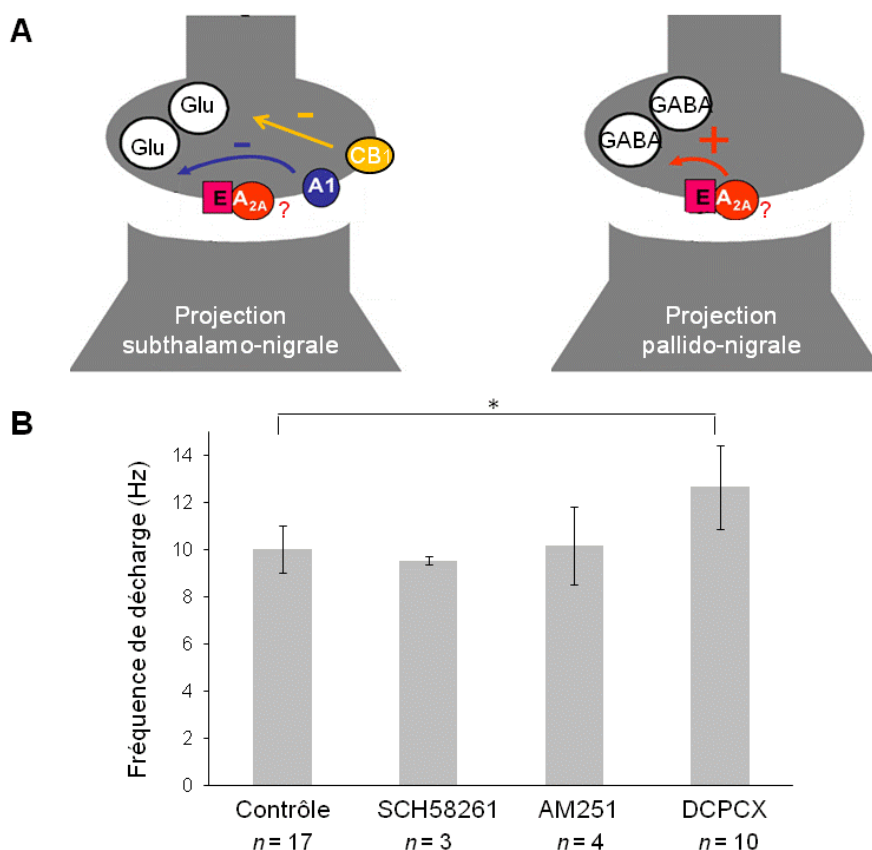 A
Glu
Glu
-
-
CB1
A1
E
A2A
?
Projection
subthalamo-nigrale
GABA
GABA
+
E
A2A
?
Projection
pallido-nigrale
B
*
Fréquence de décharge (Hz)
14
12
10
8
6
4
2
0
Contrôle SCH58261 AM251 DCPCX
n = 17 n = 3 n = 4 n = 10